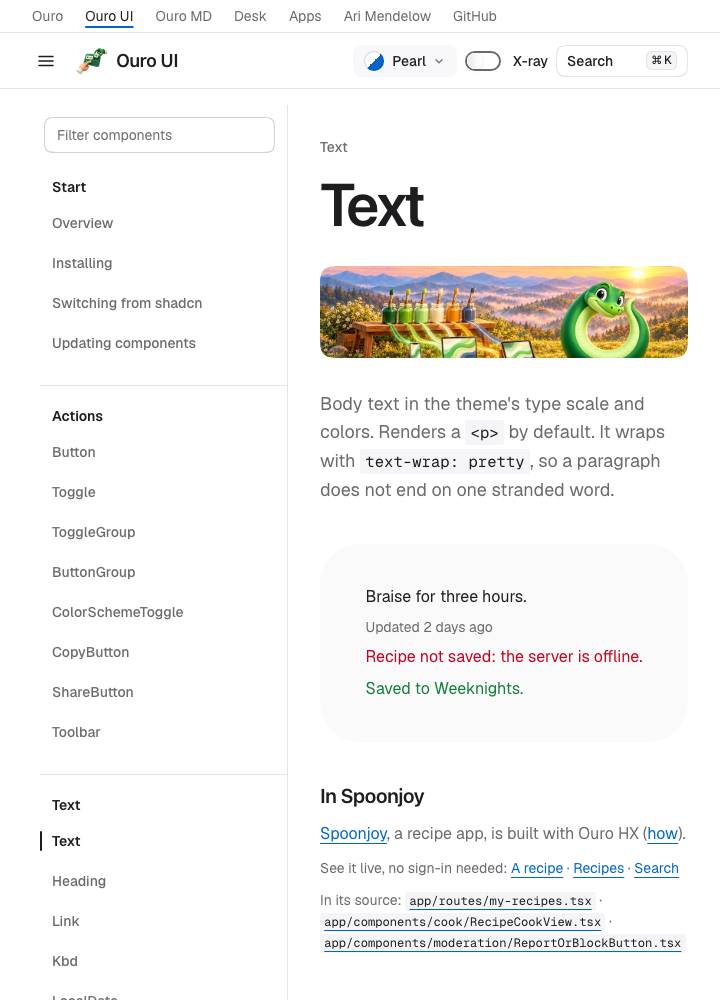 Ouro
Ouro UI
Ouro MD
Desk
Apps
Ari Mendelow
GitHub
Ouro UI
Pearl
X-ray
Search
⌘ K
Filter components
Start
Overview
Installing
Switching from shadcn
Updating components
Actions
Button
Toggle
ToggleGroup
ButtonGroup
ColorSchemeToggle
CopyButton
ShareButton
Toolbar
Text
Text
Heading
Link
Kbd
Text
Text
Body text in the theme's type scale and
colors. Renders a <p> by default. It wraps
with text-wrap: pretty, so a paragraph
does not end on one stranded word.
Braise for three hours.
Updated 2 days ago
Recipe not saved: the server is offline.
Saved to Weeknights.
In Spoonjoy
Spoonjoy, a recipe app, is built with Ouro HX (how).
See it live, no sign-in needed: A recipe · Recipes · Search
In its source: app/routes/my-recipes.tsx ·
app/components/cook/RecipeCookView.tsx ·
app/components/moderation/ReportOrBlockButton.tsx